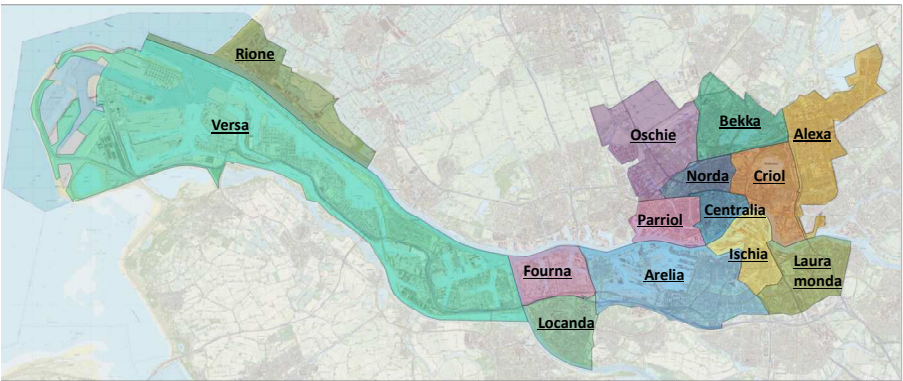 Rione
Versa
Oschie
Bekka
Alexa
Norda
Criol
Parriol
Centralia
Ischia
Laura
monda
Fourna
Arelia
Locanda